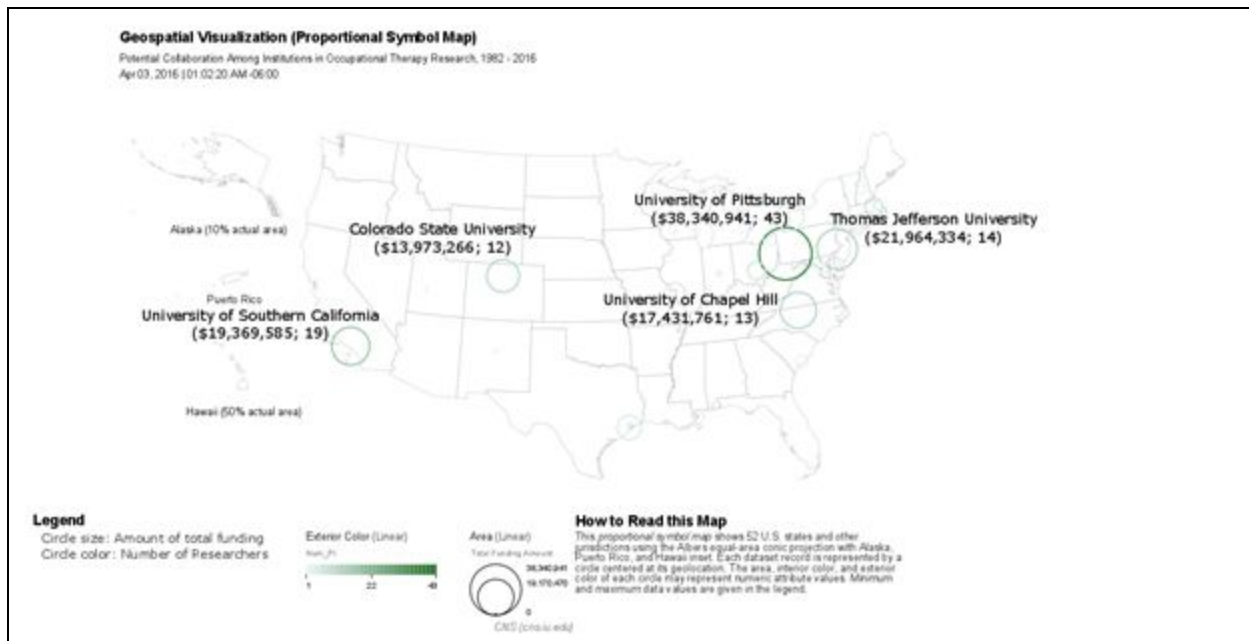 Geospatial Visualization (Proportional Symbol Map)
Potential Collaboration Among Institutions in Occupational Therapy Research, 1982 - 2016
Apr 03, 2016 | 01:02:20 AM -06:00
University of Pittsburgh
($38,340,941; 43)
Thomas Jefferson University
($21,964,334; 14)
Alaska (10% actual area)
Colorado State University
($13,973,266; 12)
Puerto Rico
University of Chapel Hill
($17,431,761; 13)
University of Southern California
($19,369,585; 19)
Hawaii (50% actual area)
Legend
Circle size: Amount of total funding
Circle color: Number of Researchers
Exterior Color (Linear)
1 22 43
Area (Linear)
Total Funding Amount
38,340,941
19,170,470
0
CNS (cns.iu.edu)
How to Read this Map
This proportional symbol map shows 52 U.S. states and other
jurisdictions using the Albers equal-area conic projection with Alaska,
Puerto Rico, and Hawaii inset. Each dataset record is represented by a
circle centered at its geolocation. The area, interior color, and exterior
color of each circle may represent numeric attribute values. Minimum
and maximum data values are given in the legend.